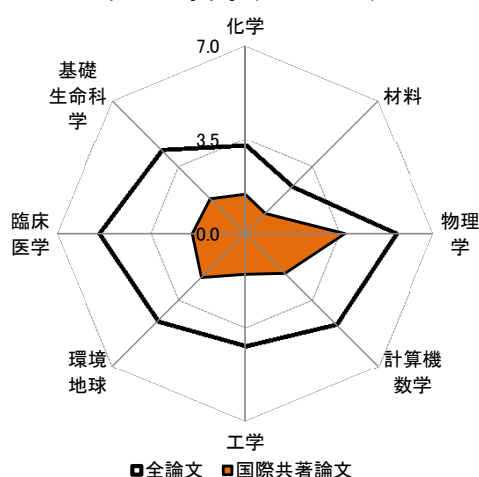 化学
7.0
基礎
生命科
学
材料
3.5
臨床
医学
0.0
物理
学
環境
地球
計算機
数学
工学
全論文 国際共著論文